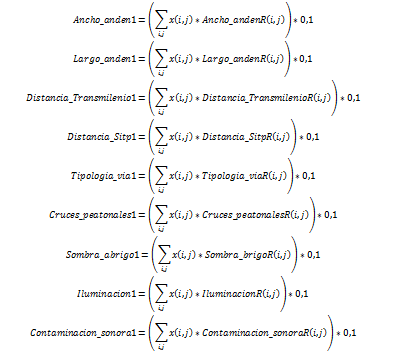 Ancho_anden1 = (∑i,j x(i,j) * Ancho_andenR(i,j)) * 0,1
Largo_anden1 = (∑i,j x(i,j) * Largo_andenR(i,j)) * 0,1
Distancia_Transmilenio1 = (∑i,j x(i,j) * Distancia_TransmilenioR(i,j)) * 0,1
Distancia_Sitp1 = (∑i,j x(i,j) * Distancia_SitpR(i,j)) * 0,1
Tipologia_via1 = (∑i,j x(i,j) * Tipologia_viaR(i,j)) * 0,1
Cruces_peatonales1 = (∑i,j x(i,j) * Cruces_peatonalesR(i,j)) * 0,1
Sombra_abrigo1 = (∑i,j x(i,j) * Sombra_brigoR(i,j)) * 0,1
Iluminacion1 = (∑i,j x(i,j) * IluminacionR(i,j)) * 0,1
Contaminacion_sonora1 = (∑i,j x(i,j) * Contaminacion_sonoraR(i,j)) * 0,1